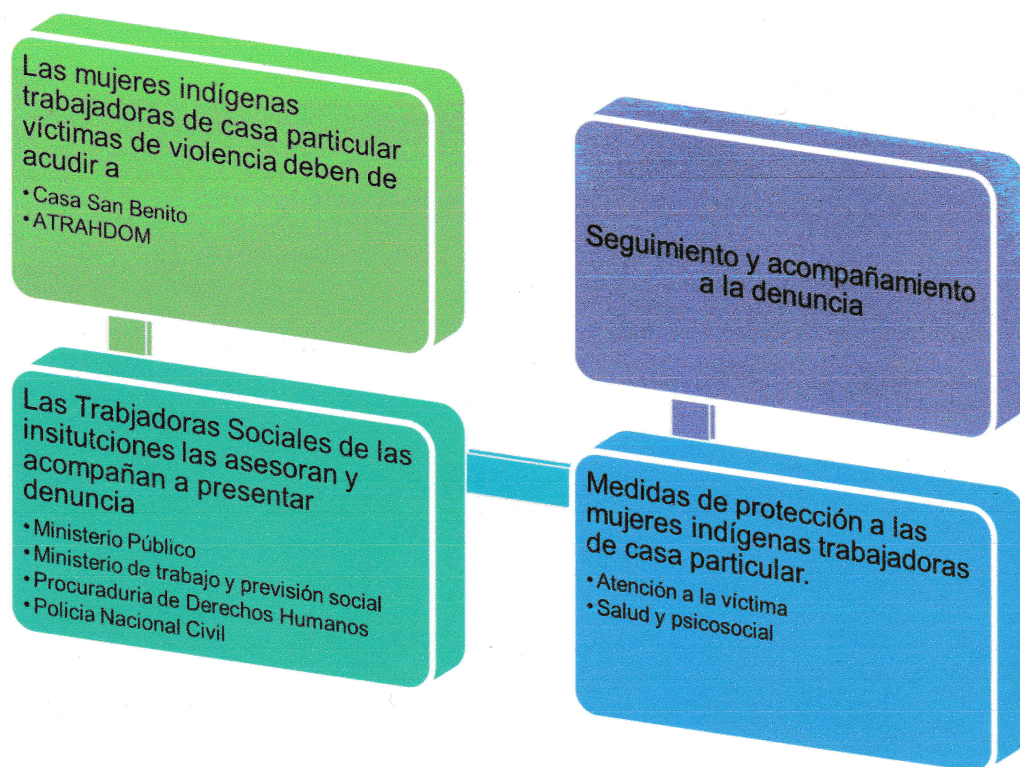 Las mujeres indígenas
trabajadoras de casa particular
víctimas de violencia deben de
acudir a
• Casa San Benito
• ATRAHDOM
Las Trabjadoras Sociales de las
insitutciones las asesoran y
acompañan a presentar
denuncia
• Ministerio Público
• Ministerio de trabajo y previsión social
• Procuraduria de Derechos Humanos
• Policia Nacional Civil
Medidas de protección a las
mujeres indígenas trabajadoras
de casa particular.
• Atención a la víctima
• Salud y psicosocial
Seguimiento y acompañamiento
a la denuncia